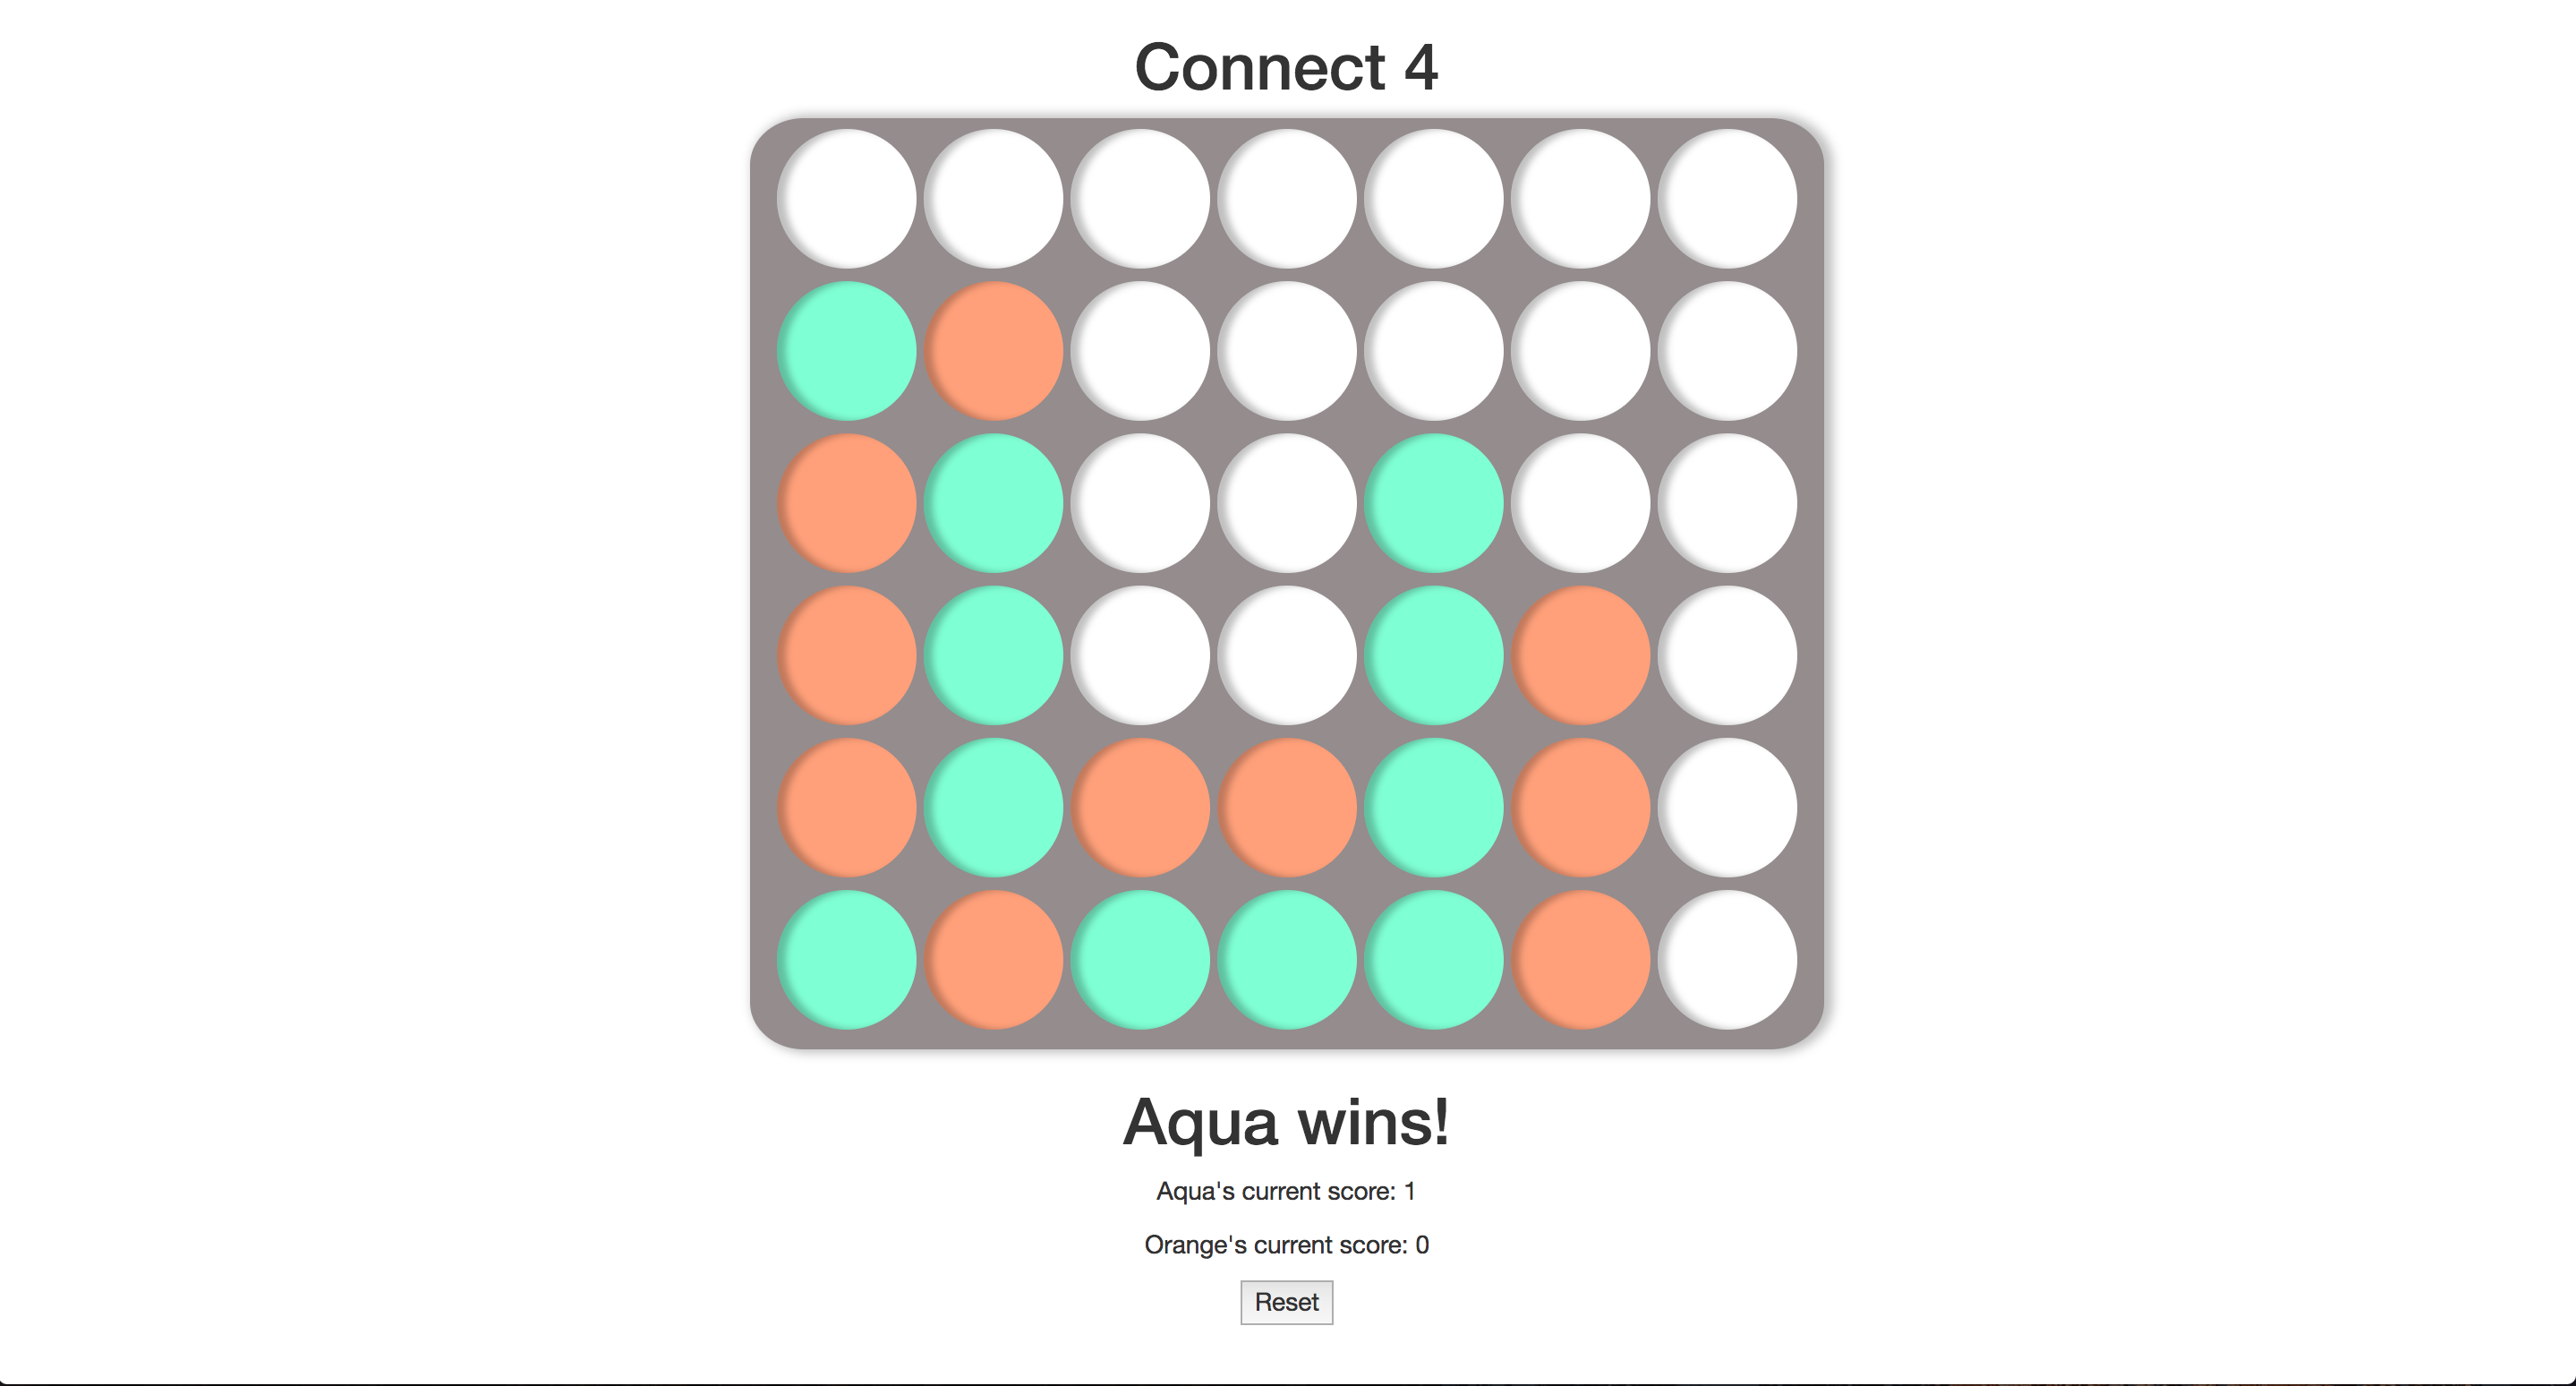 Connect 4
Aqua wins!
Aqua's current score: 1
Orange's current score: 0
Reset